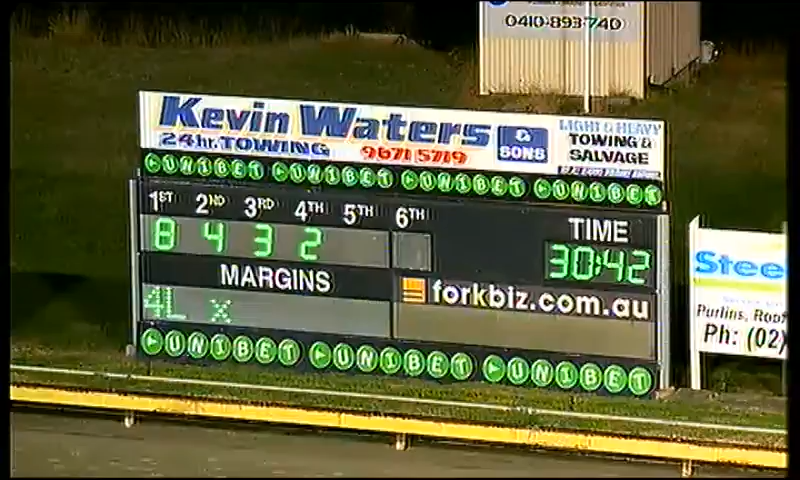 0410-893-740
Kevin Waters & SONS
24hr. TOWING 9671 5719
LIGHT & HEAVY
TOWING &
SALVAGE
UNIBET UNIBET UNIBET UNIBET
1ST 2ND 3RD 4TH 5TH 6TH TIME
8 4 3 2 30:42
MARGINS
forkbiz.com.au
4L x
UNIBET UNIBET UNIBET
Stee
Purlins, Roof
Ph: (02)